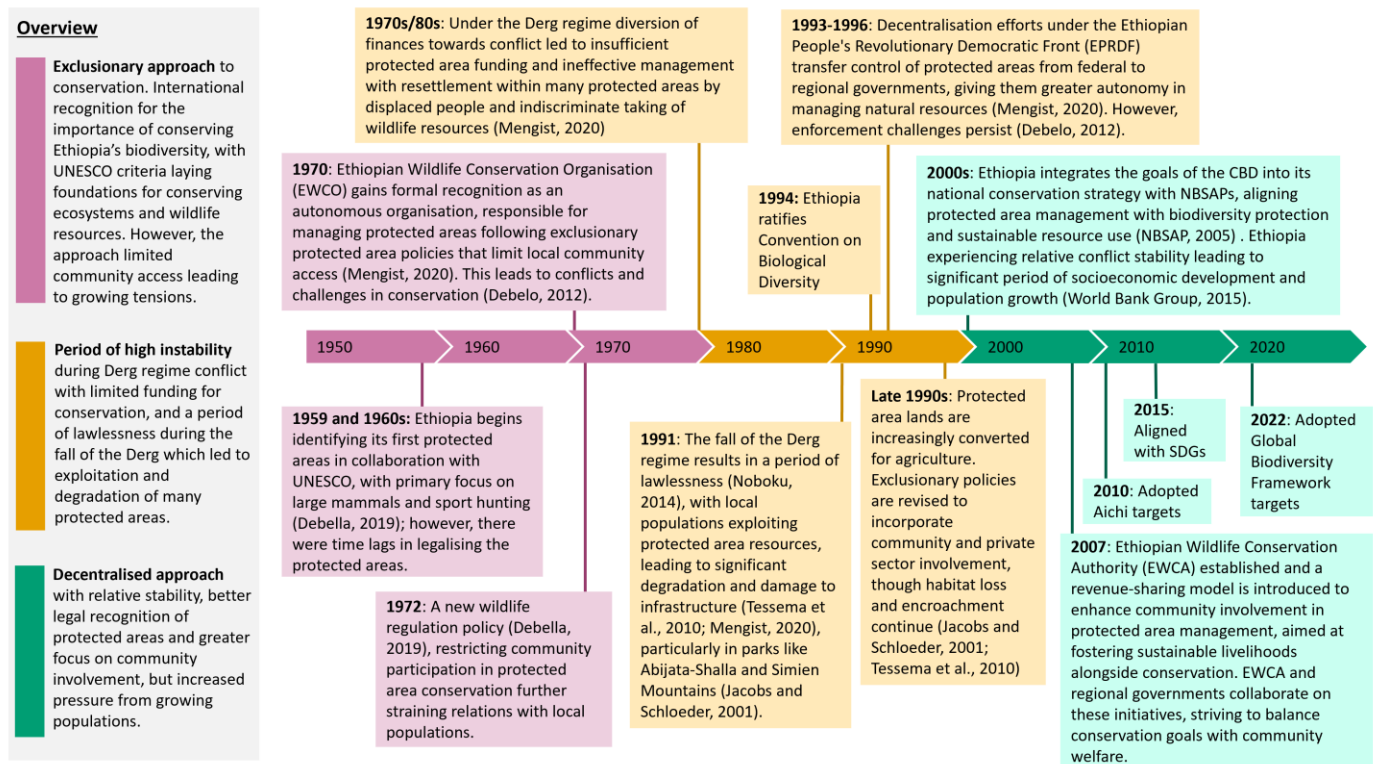 Overview
Exclusionary approach to
conservation. International
recognition for the
importance of conserving
Ethiopia's biodiversity, with
UNESCO criteria laying
foundations for conserving
ecosystems and wildlife
resources. However, the
approach limited
community access leading
to growing tensions.
Period of high instability
during Derg regime conflict
with limited funding for
conservation, and a period
of lawlessness during the
fall of the Derg which led to
exploitation and
degradation of many
protected areas.
Decentralised approach
with relative stability, better
legal recognition of
protected areas and greater
focus on community
involvement, but increased
pressure from growing
populations.
1970s/80s: Under the Derg regime diversion of
finances towards conflict led to insufficient
protected area funding and ineffective management
with resettlement within many protected areas by
displaced people and indiscriminate taking of
wildlife resources (Mengist, 2020)
1993-1996: Decentralisation efforts under the Ethiopian
People's Revolutionary Democratic Front (EPRDF)
transfer control of protected areas from federal to
regional governments, giving them greater autonomy in
managing natural resources (Mengist, 2020). However,
enforcement challenges persist (Debelo, 2012).
1970: Ethiopian Wildlife Conservation Organisation
(EWCO) gains formal recognition as an
autonomous organisation, responsible for
managing protected areas following exclusionary
protected area policies that limit local community
access (Mengist, 2020). This leads to conflicts and
challenges in conservation (Debelo, 2012).
1994: Ethiopia
ratifies
Convention on
Biological
Diversity
2000s: Ethiopia integrates the goals of the CBD into its
national conservation strategy with NBSAPs, aligning
protected area management with biodiversity protection
and sustainable resource use (NBSAP, 2005) . Ethiopia
experiencing relative conflict stability leading to
significant period of socioeconomic development and
population growth (World Bank Group, 2015).
1950 1960 1970 1980 1990 2000 2010 2020
1959 and 1960s: Ethiopia begins
identifying its first protected
areas in collaboration with
UNESCO, with primary focus on
large mammals and sport hunting
(Debella, 2019); however, there
were time lags in legalising the
protected areas.
1972: A new wildlife
regulation policy (Debella,
2019), restricting community
participation in protected
area conservation further
straining relations with local
populations.
1991: The fall of the Derg
regime results in a period of
lawlessness (Noboku,
2014), with local
populations exploiting
protected area resources,
leading to significant
degradation and damage to
infrastructure (Tessema et
al., 2010; Mengist, 2020),
particularly in parks like
Abijata-Shalla and Simien
Mountains (Jacobs and
Schloeder, 2001).
Late 1990s: Protected
area lands are
increasingly converted
for agriculture.
Exclusionary policies
are revised to
incorporate
community and private
sector involvement,
though habitat loss
and encroachment
continue (Jacobs and
Schloeder, 2001;
Tessema et al., 2010)
2015:
Aligned
with SDGs
2010: Adopted
Aichi targets
2022: Adopted
Global
Biodiversity
Framework
targets
2007: Ethiopian Wildlife Conservation
Authority (EWCA) established and a
revenue-sharing model is introduced to
enhance community involvement in
protected area management, aimed at
fostering sustainable livelihoods
alongside conservation. EWCA and
regional governments collaborate on
these initiatives, striving to balance
conservation goals with community
welfare.